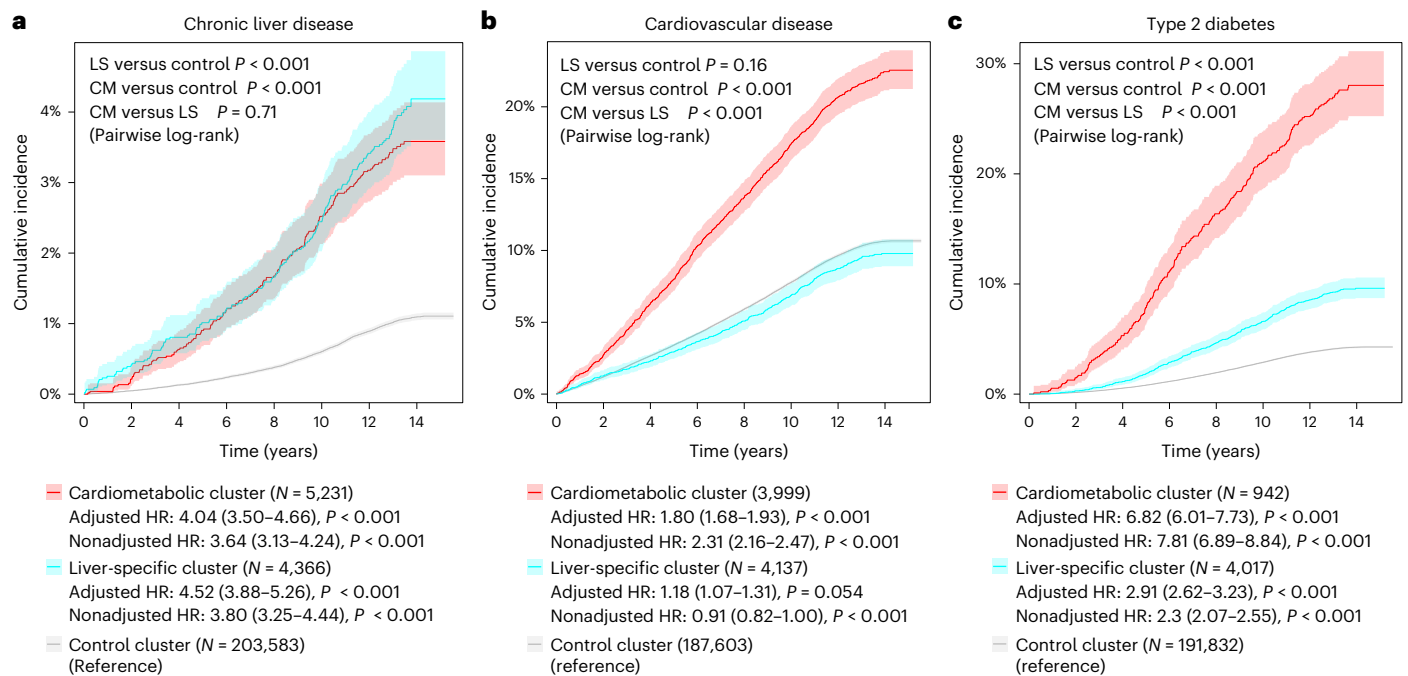 a
Chronic liver disease
LS versus control P < 0.001
CM versus control P < 0.001
CM versus LS P = 0.71
(Pairwise log-rank)
Cumulative incidence
4%
3%
2%
1%
0%
0 2 4 6 8 10 12 14
Time (years)
Cardiometabolic cluster (N = 5,231)
Adjusted HR: 4.04 (3.50–4.66), P < 0.001
Nonadjusted HR: 3.64 (3.13–4.24), P < 0.001
Liver-specific cluster (N = 4,366)
Adjusted HR: 4.52 (3.88–5.26), P < 0.001
Nonadjusted HR: 3.80 (3.25–4.44), P < 0.001
Control cluster (N = 203,583)
(Reference)
b
Cardiovascular disease
LS versus control P = 0.16
CM versus control P < 0.001
CM versus LS P < 0.001
(Pairwise log-rank)
Cumulative incidence
20%
15%
10%
5%
0%
0 2 4 6 8 10 12 14
Time (years)
Cardiometabolic cluster (3,999)
Adjusted HR: 1.80 (1.68–1.93), P < 0.001
Nonadjusted HR: 2.31 (2.16–2.47), P < 0.001
Liver-specific cluster (N = 4,137)
Adjusted HR: 1.18 (1.07–1.31), P = 0.054
Nonadjusted HR: 0.91 (0.82–1.00), P < 0.001
Control cluster (187,603)
(reference)
c
Type 2 diabetes
LS versus control P < 0.001
CM versus control P < 0.001
CM versus LS P < 0.001
(Pairwise log-rank)
Cumulative incidence
30%
20%
10%
0%
0 2 4 6 8 10 12 14
Time (years)
Cardiometabolic cluster (N = 942)
Adjusted HR: 6.82 (6.01–7.73), P < 0.001
Nonadjusted HR: 7.81 (6.89–8.84), P < 0.001
Liver-specific cluster (N = 4,017)
Adjusted HR: 2.91 (2.62–3.23), P < 0.001
Nonadjusted HR: 2.3 (2.07–2.55), P < 0.001
Control cluster (N = 191,832)
(reference)